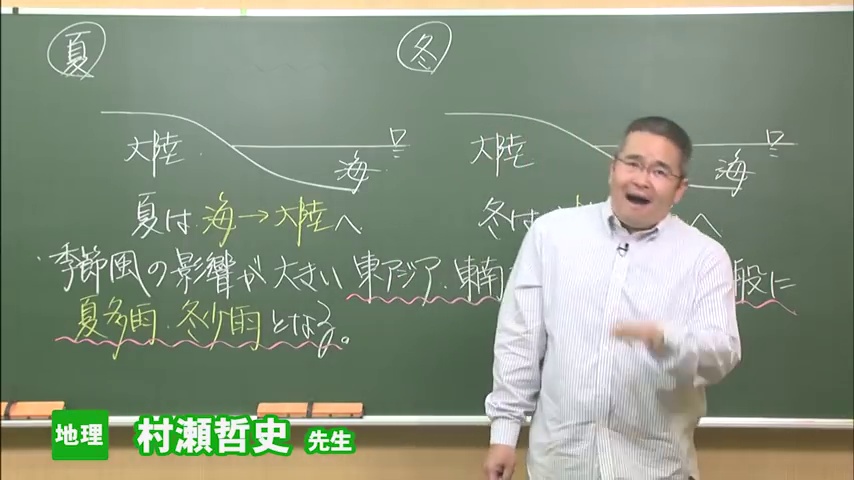 夏 冬
大陸 海 大陸 海
夏は 海→大陸へ 冬は へ
季節風の影響が大きい 東アジア・東南 般に
夏多雨・冬少雨となる。
地理 村瀬哲史 先生